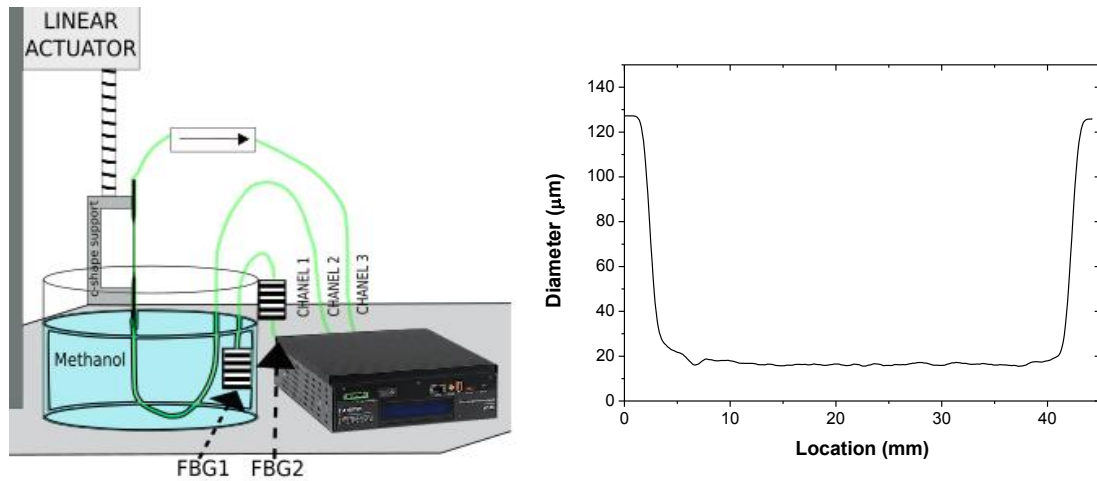 LINEAR
ACTUATOR
c-shape support
CHANEL 1
CHANEL 2
CHANEL 3
Methanol
FBG1 FBG2
140
120
100
80
60
40
20
0
0 10 20 30 40
Diameter (μm)
Location (mm)